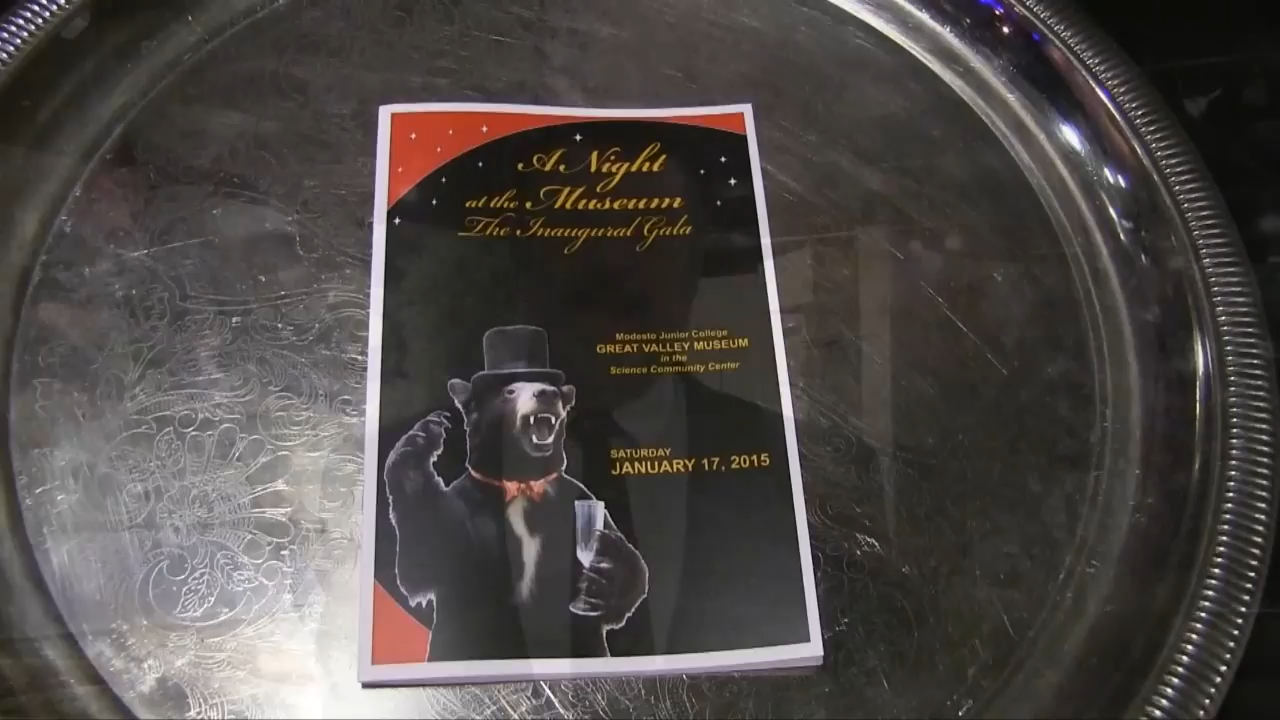 A Night
at the Museum
The Inaugural Gala
Modesto Junior College
GREAT VALLEY MUSEUM
in the
Science Community Center
SATURDAY
JANUARY 17, 2015